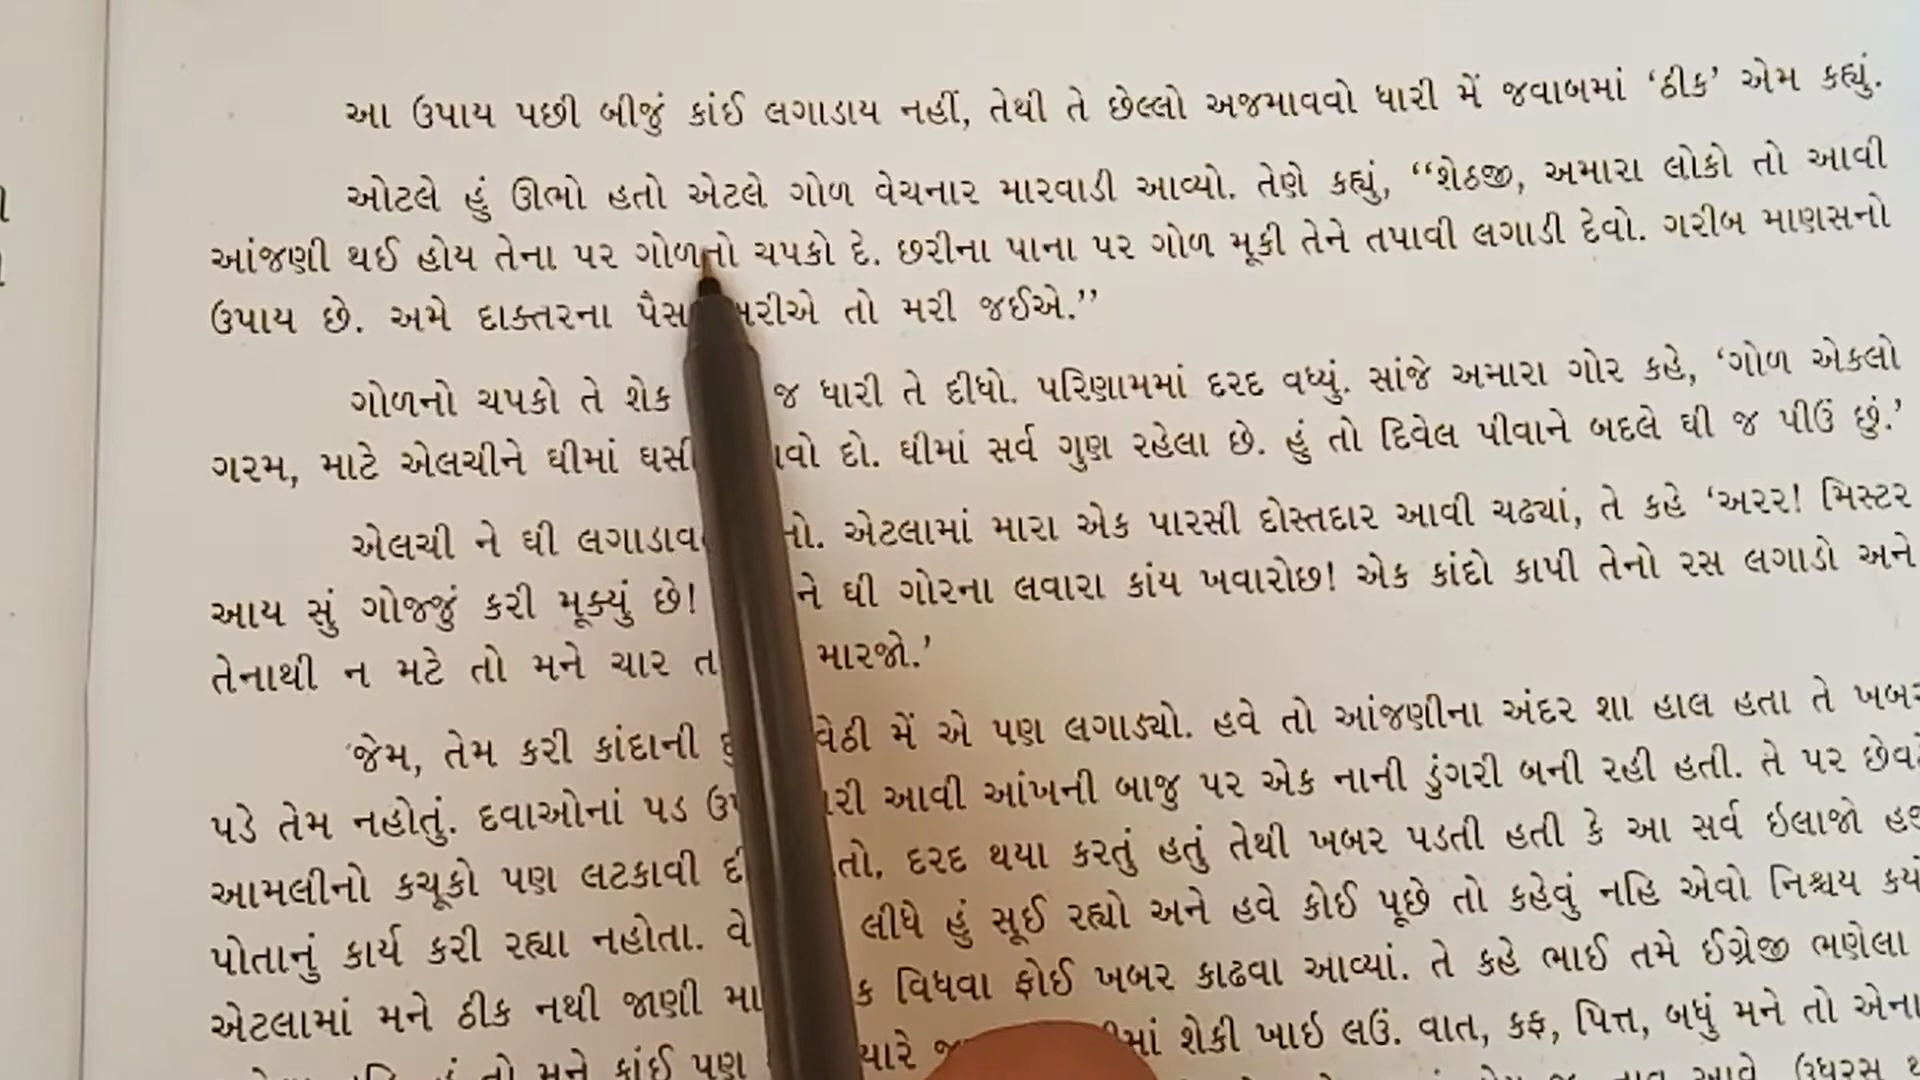 આ ઉપાય પછી બીજું કાંઈ લગાડાય નહીં, તેથી તે છેલ્લો અજમાવવો ધારી મેં જવાબમાં ‘ઠીક’ એમ કહ્યું.
ઓટલે હું ઊભો હતો એટલે ગોળ વેચનાર મારવાડી આવ્યો. તેણે કહ્યું, “શેઠજી, અમારા લોકો તો આવી
આંજણી થઈ હોય તેના પર ગોળનો ચપકો દે. છરીના પાના પર ગોળ મૂકી તેને તપાવી લગાડી દેવો. ગરીબ માણસનો
ઉપાય છે. અમે દાક્તરના તો મરી જઈએ.”
ગોળનો ચપકો તે શેક જ ધારી તે દીધો. પરિણામમાં દરદ વધ્યું. સાંજે અમારા ગોર કહે, ‘ગોળ એકલો
ગરમ, માટે એલચીને ઘીમાં ઘસી દો. ઘીમાં સર્વ ગુણ રહેલા છે. હું તો દિવેલ પીવાને બદલે ઘી જ પીઉં છું.’
એલચી ને ઘી એટલામાં મારા એક પારસી દોસ્તદાર આવી ચઢ્યાં, તે કહે ‘અરર! મિસ્ટર
આય સું ગોજ્જું કરી મૂક્યું છે! ને ઘી ગોરના લવારા કાંય ખવારોછ! એક કાંદો કાપી તેનો રસ લગાડો અને
તેનાથી ન મટે તો મને ચાર મારજો.’
જેમ, તેમ કરી કાંદાની વેઠી મેં એ પણ લગાડ્યો. હવે તો આંજણીના અંદર શા હાલ હતા તે
પડે તેમ નહોતું. દવાઓનાં પડ આવી આંખની બાજુ પર એક નાની ડુંગરી બની રહી હતી. તે પર
આમલીનો કચૂકો પણ લટકાવી દરદ થયા કરતું હતું તેથી ખબર પડતી હતી કે આ સર્વ ઇલાજો
પોતાનું કાર્ય કરી રહ્યા નહોતા. લીધે હું સૂઈ રહ્યો અને હવે કોઈ પૂછે તો કહેવું નહિ એવો નિશ્ચય
એટલામાં મને ઠીક નથી જાણી વિધવા ફોઈ ખબર કાઢવા આવ્યાં. તે કહે ભાઈ તમે ઈંગ્રેજી ભણેલા
તો મને કાંઈ પણ શેકી ખાઇ લઉં. વાત, કફ, પિત્ત, બધું મને તો